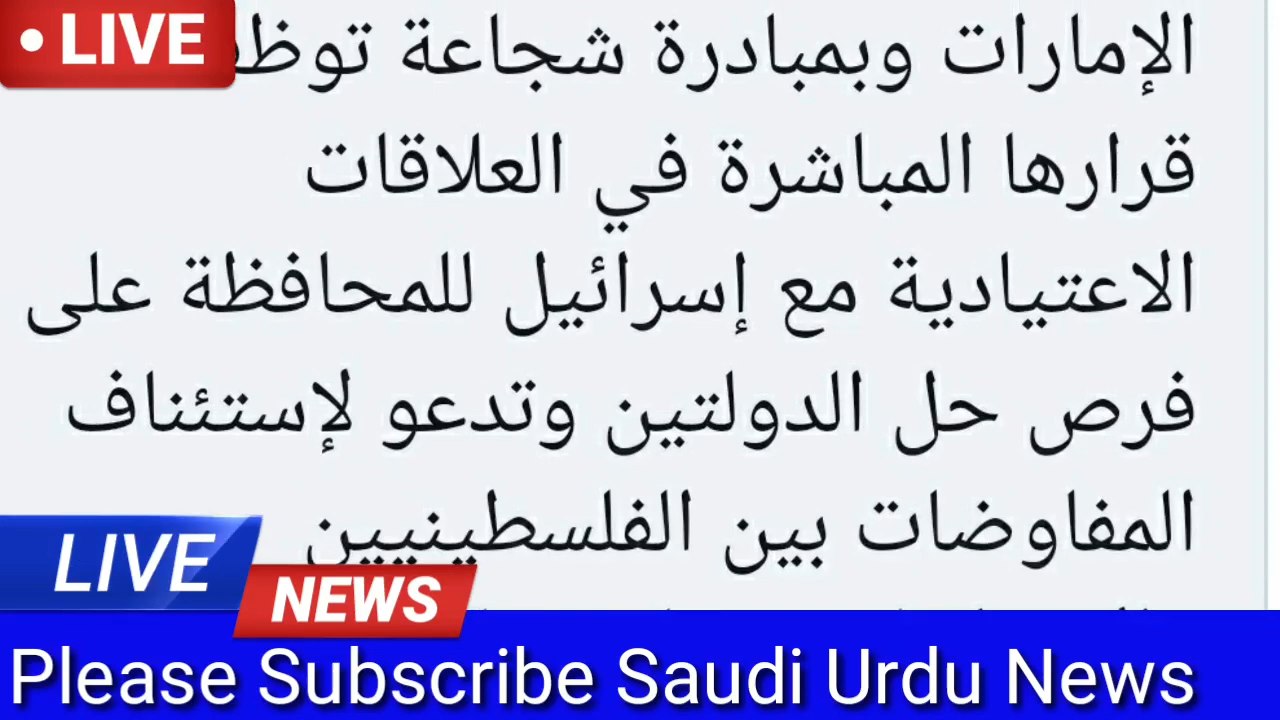 • LIVE
الإمارات وبمبادرة شجاعة
قرارها المباشرة في العلاقات
الاعتيادية مع إسرائيل للمحافظة على
فرص حل الدولتين وتدعو لإستئناف
المفاوضات بين الفلسطينيين
LIVE
NEWS
Please Subscribe Saudi Urdu News